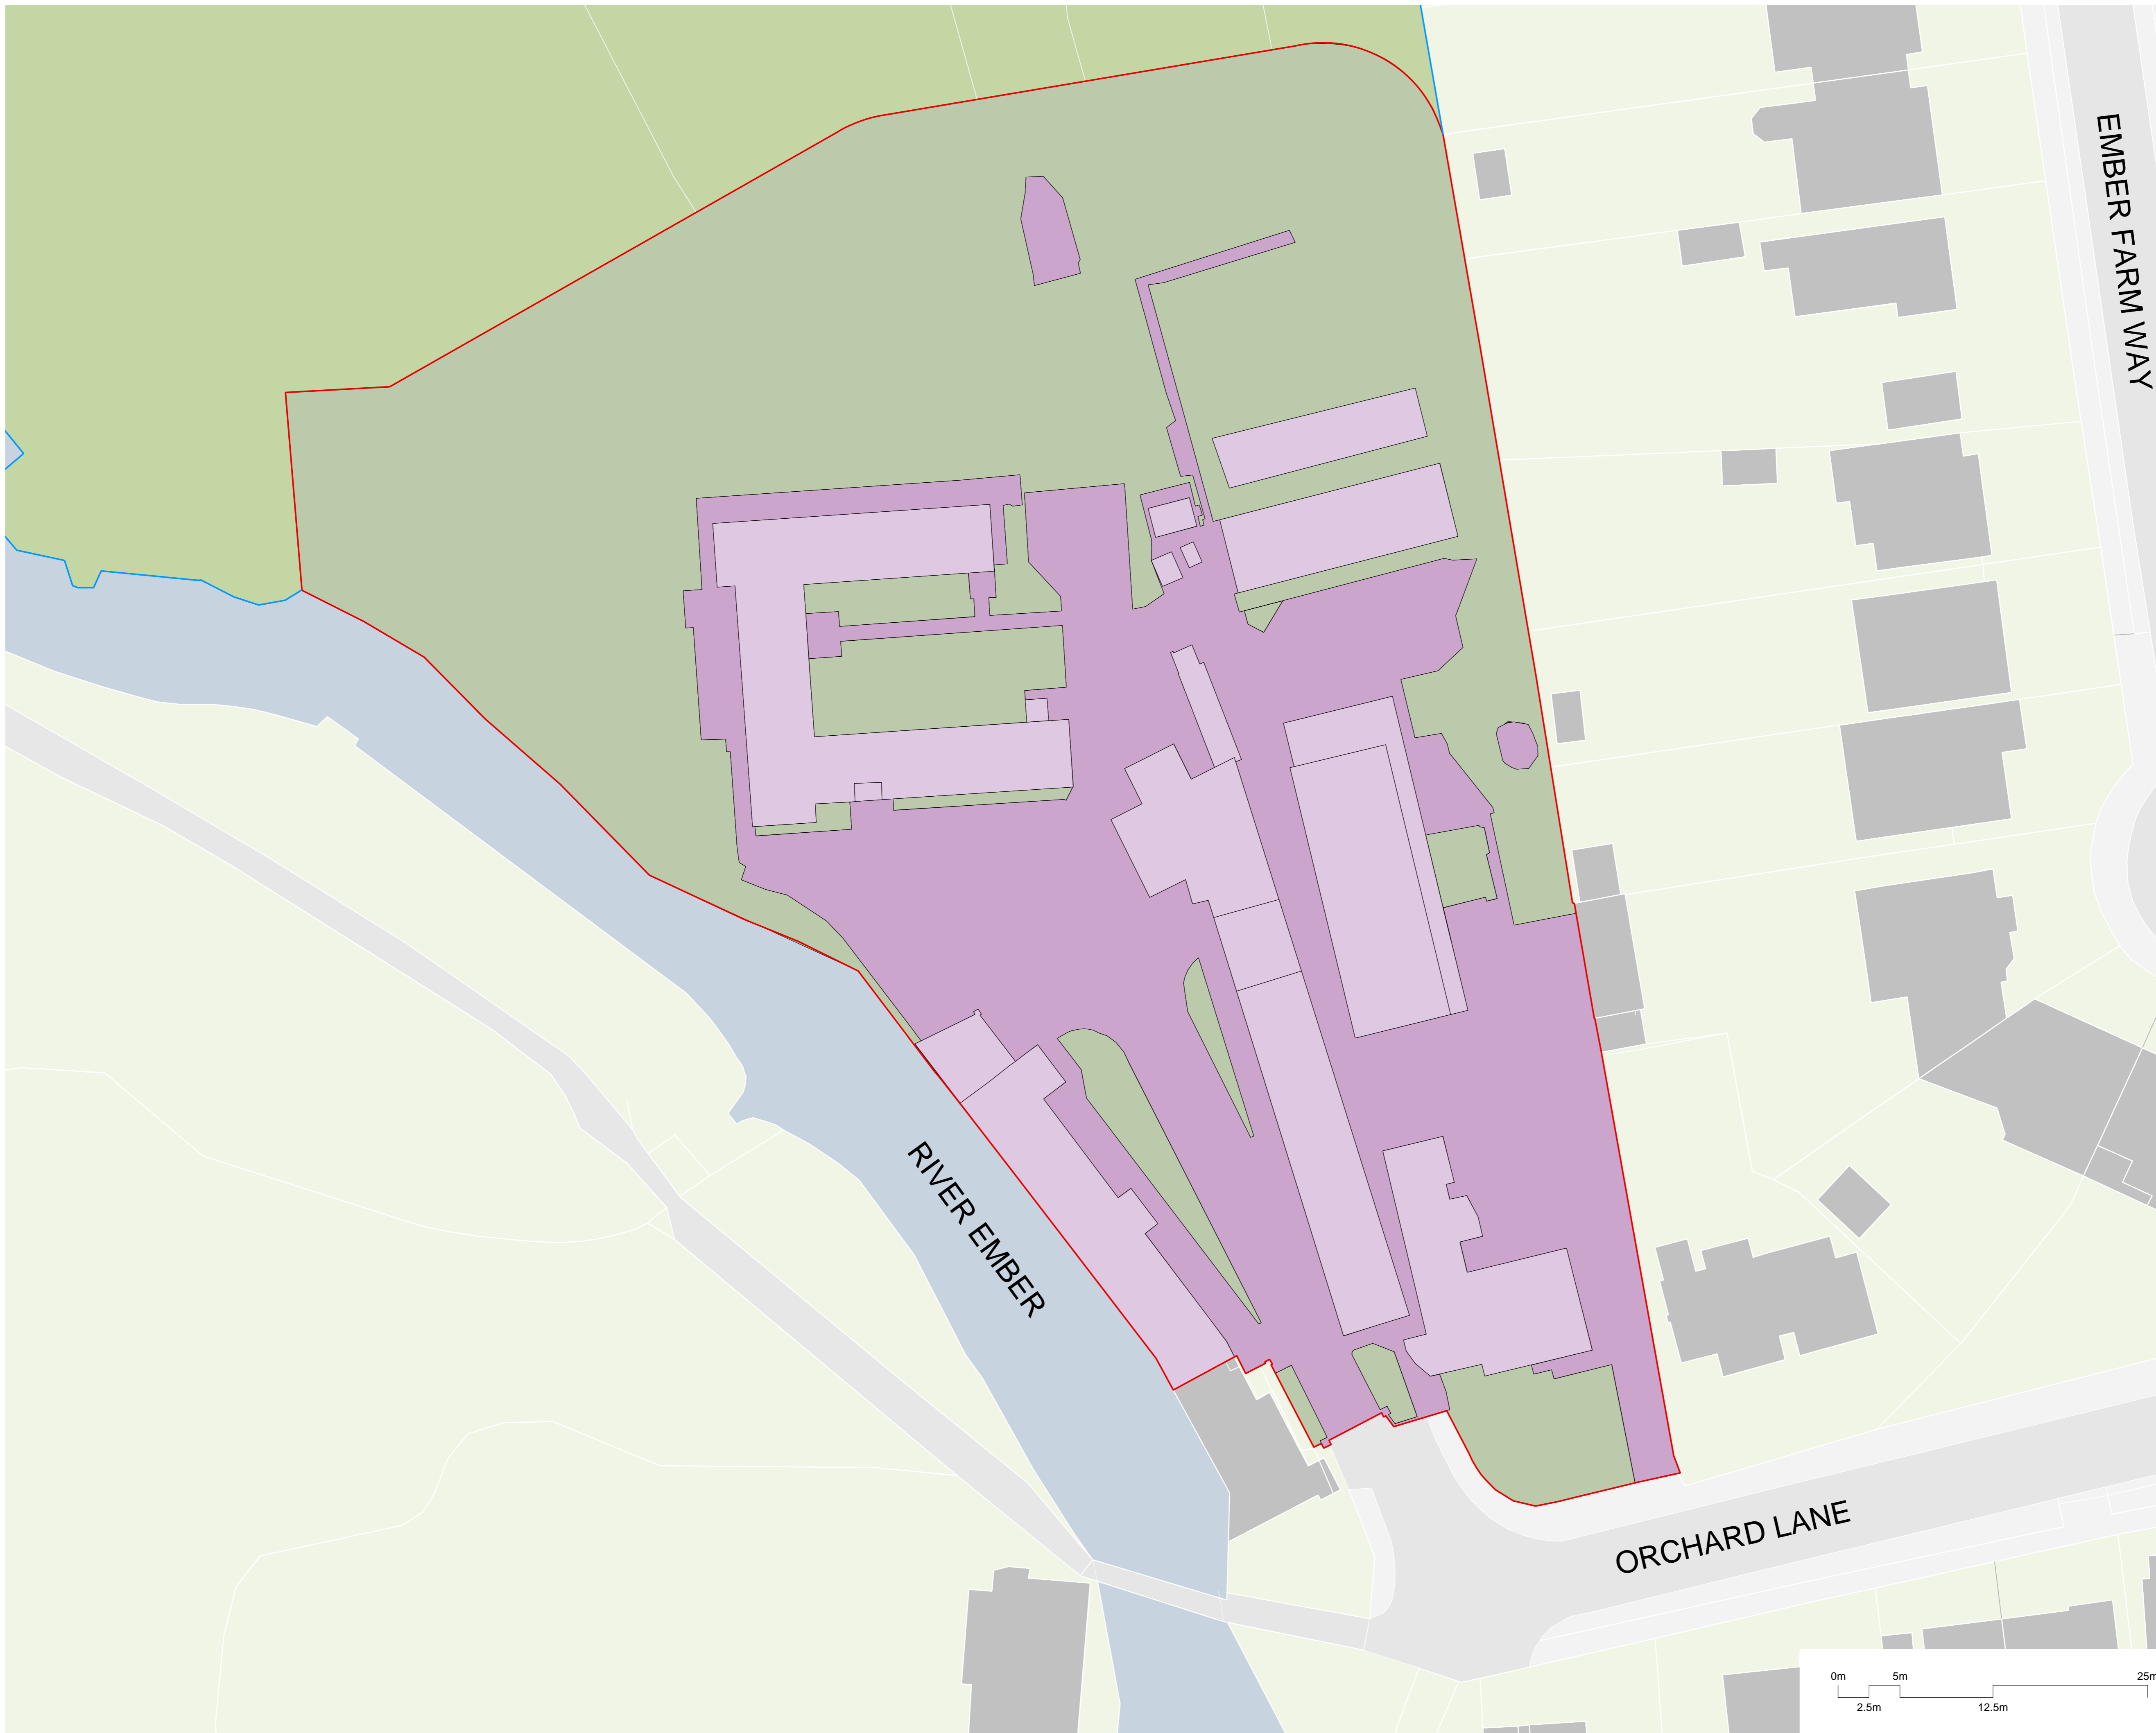 EMBER FARM WAY
RIVER EMBER
ORCHARD LANE
0m 5m 25m
2.5m 12.5m